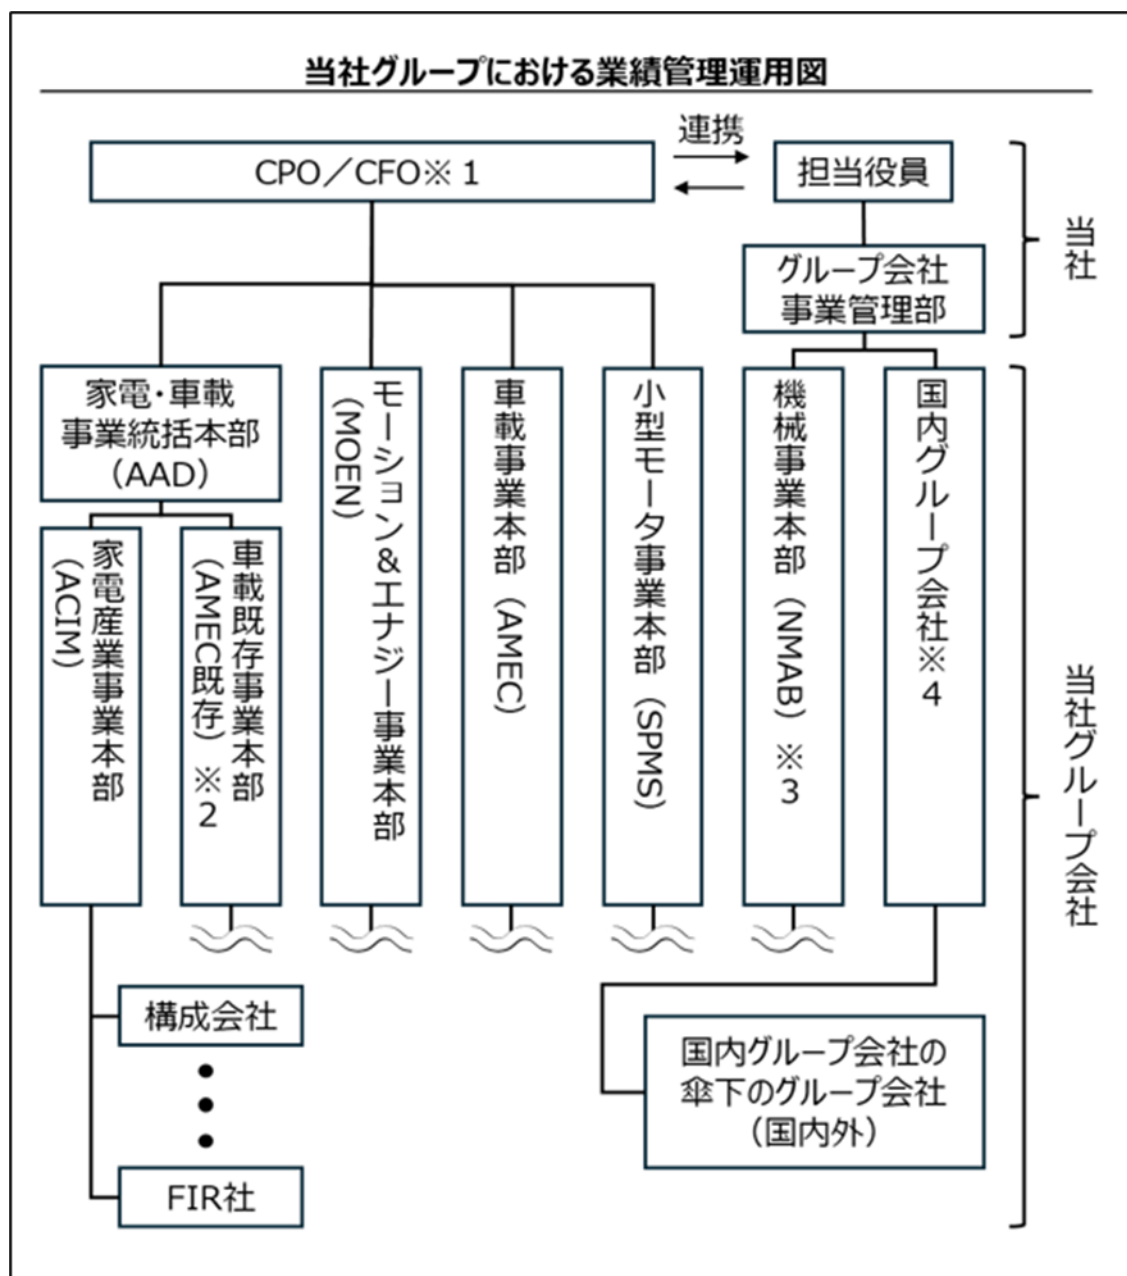 当社グループにおける業績管理運用図
CPO／CFO※１
連携
担当役員
グループ会社
事業管理部
当社
家電・車載
事業統括本部
（AAD）
家電産業事業本部
（ACIM）
車載既存事業本部
（AMEC既存）※２
モーション＆エナジー事業本部
（MOEN）
車載事業本部（AMEC）
小型モータ事業本部（SPMS）
機械事業本部（NMAB）※３
国内グループ会社※４
当社グループ会社
構成会社
FIR社
国内グループ会社の
傘下のグループ会社
（国内外）